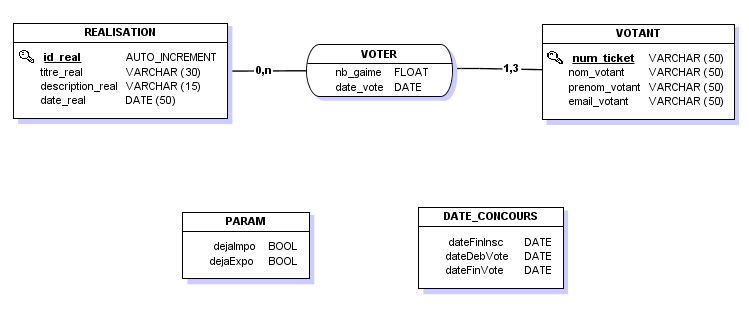 REALISATION
id_real AUTO_INCREMENT
titre_real VARCHAR (30)
description_real VARCHAR (15)
date_real DATE (50)
0,n
VOTER
nb_gaime FLOAT
date_vote DATE
1,3
VOTANT
num_ticket VARCHAR (50)
nom_votant VARCHAR (50)
prenom_votant VARCHAR (50)
email_votant VARCHAR (50)
PARAM
dejaImpo BOOL
dejaExpo BOOL
DATE_CONCOURS
dateFinInsc DATE
dateDebVote DATE
dateFinVote DATE